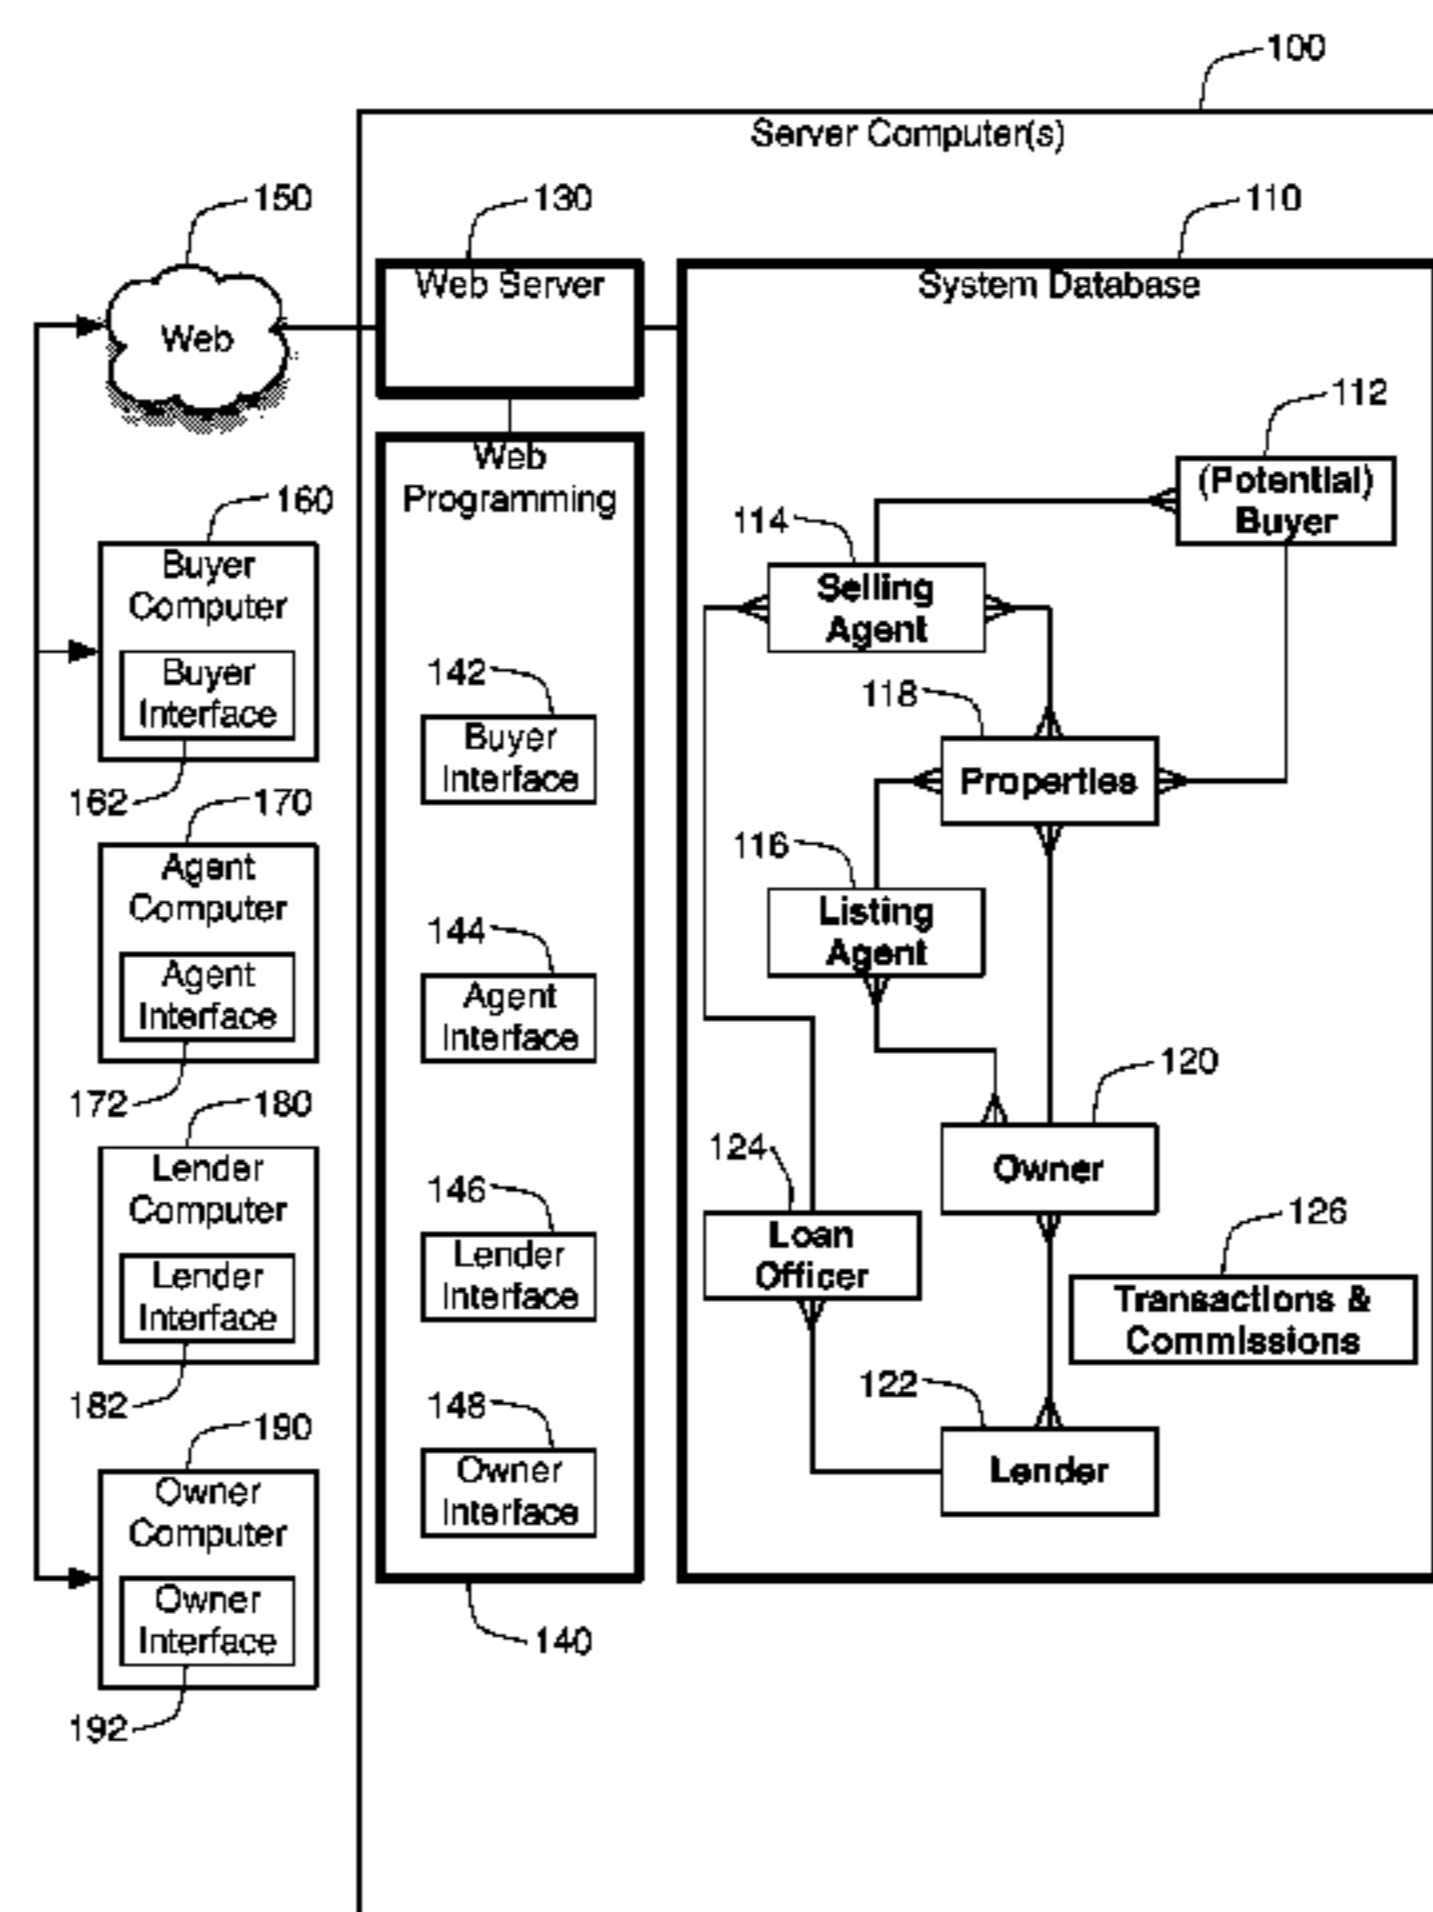 100
Server Computer(s)
150
130
110
Web Server
System Database
Web
112
Web
Programming
(Potential)
Buyer
160
114
Buyer
Computer
Selling
Agent
Buyer
Interface
142
118
Buyer
Interface
Properties
162
170
116
Agent
Computer
Listing
Agent
144
Agent
Interface
Agent
Interface
172
180
120
124
Lender
Computer
Owner
146
126
Loan
Officer
Lender
Interface
Lender
Interface
Transactions &
Commissions
182
190
148
122
Owner
Computer
Owner
Interface
Lender
Owner
Interface
140
192